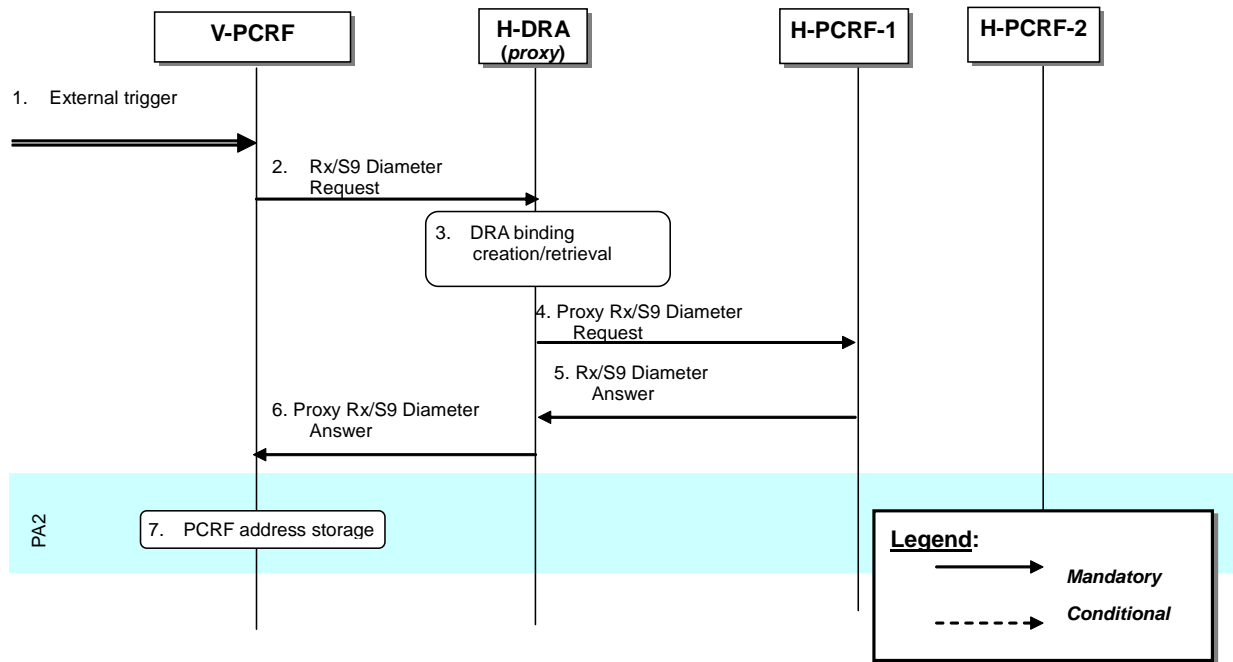 V-PCRF
H-DRA
(proxy)
H-PCRF-1
H-PCRF-2
1. External trigger
2. Rx/S9 Diameter
Request
3. DRA binding
creation/retrieval
4. Proxy Rx/S9 Diameter
Request
5. Rx/S9 Diameter
Answer
6. Proxy Rx/S9 Diameter
Answer
PA2
7. PCRF address storage
Legend:
Mandatory
Conditional